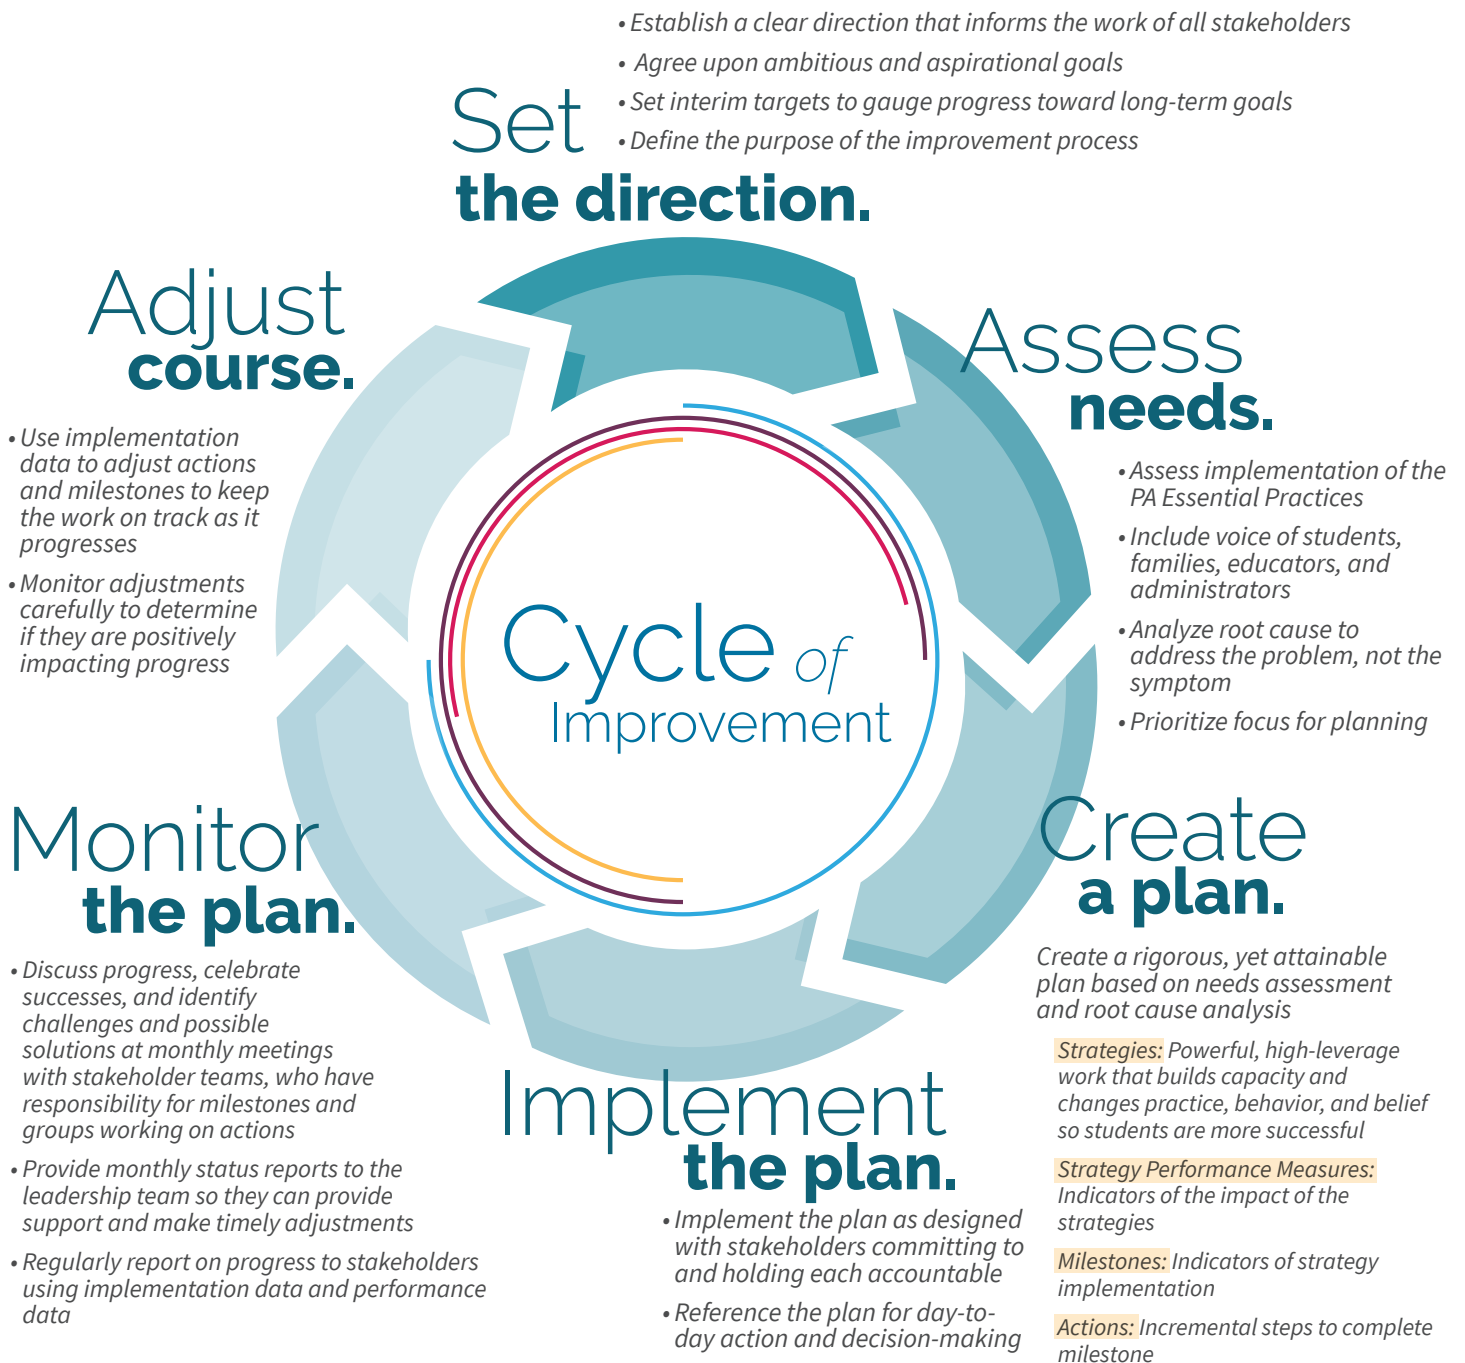 Set
the direction.
• Establish a clear direction that informs the work of all stakeholders
• Agree upon ambitious and aspirational goals
• Set interim targets to gauge progress toward long-term goals
• Define the purpose of the improvement process
Assess
needs.
• Assess implementation of the
PA Essential Practices
• Include voice of students,
families, educators, and
administrators
• Analyze root cause to
address the problem, not the
symptom
• Prioritize focus for planning
Create
a plan.
Create a rigorous, yet attainable
plan based on needs assessment
and root cause analysis
Strategies: Powerful, high-leverage
work that builds capacity and
changes practice, behavior, and belief
so students are more successful
Strategy Performance Measures:
Indicators of the impact of the
strategies
Milestones: Indicators of strategy
implementation
Actions: Incremental steps to complete
milestone
Implement
the plan.
• Implement the plan as designed
with stakeholders committing to
and holding each accountable
• Reference the plan for day-to-
day action and decision-making
Monitor
the plan.
• Discuss progress, celebrate
successes, and identify
challenges and possible
solutions at monthly meetings
with stakeholder teams, who have
responsibility for milestones and
groups working on actions
• Provide monthly status reports to the
leadership team so they can provide
support and make timely adjustments
• Regularly report on progress to stakeholders
using implementation data and performance
data
Adjust
course.
• Use implementation
data to adjust actions
and milestones to keep
the work on track as it
progresses
• Monitor adjustments
carefully to determine
if they are positively
impacting progress
Cycle of
Improvement